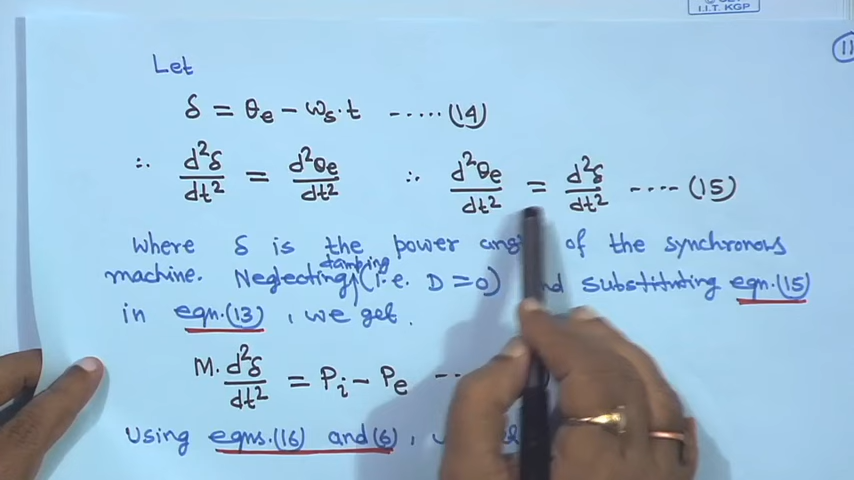 I.I.T. KGP
11
Let
δ = θe − ωs.t ----- (14)
∴ d²δ/dt² = d²θe/dt² ∴ d²θe/dt² = d²δ/dt² ---- (15)
where δ is the power of the synchronous
damping
machine. Neglecting (i.e. D=0) substituting eqn.(15)
in eqn.(13), we get.
M. d²δ/dt² = Pi − Pe --
Using eqns.(16) and (6),